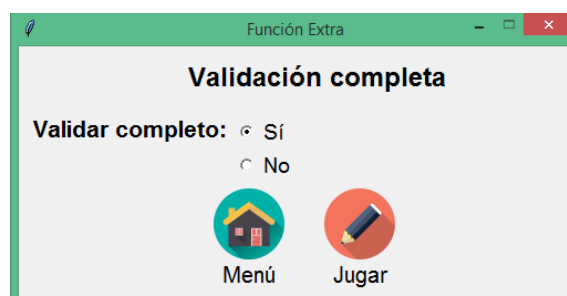 Función Extra
Validación completa
Validar completo: Sí
No
Menú Jugar